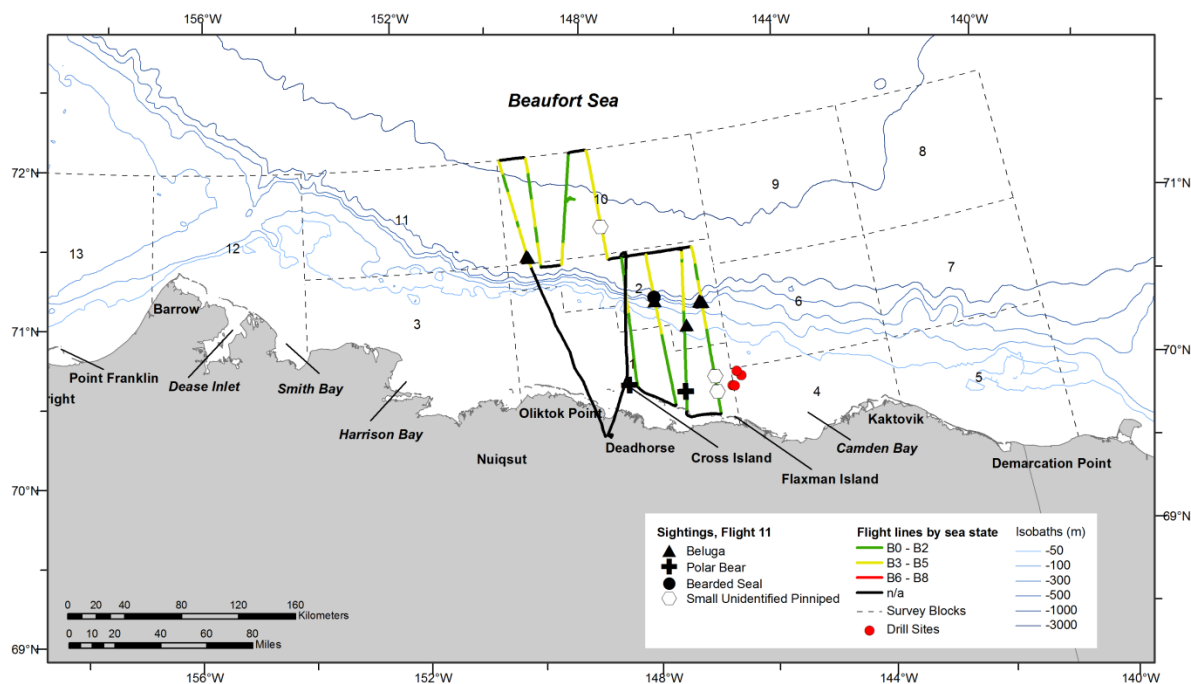 156°W
152°W
148°W
144°W
140°W
Beaufort Sea
8
72°N
71°N
9
10
11
12
13
7
2
6
3
71°N
70°N
Barrow
1
Point Franklin
Dease Inlet
Smith Bay
5
4
right
Oliktok Point
Kaktovik
Harrison Bay
Deadhorse
Camden Bay
Nuiqsut
Cross Island
Demarcation Point
Flaxman Island
70°N
69°N
Sightings, Flight 11
Beluga
Polar Bear
Bearded Seal
Small Unidentified Pinniped
Flight lines by sea state
B0 - B2
B3 - B5
B6 - B8
n/a
Survey Blocks
Drill Sites
Isobaths (m)
-50
-100
-300
-500
-1000
-3000
0 20 40 80 120 160
Kilometers
0 10 20 40 60 80
Miles
69°N
156°W
152°W
148°W
144°W
140°W